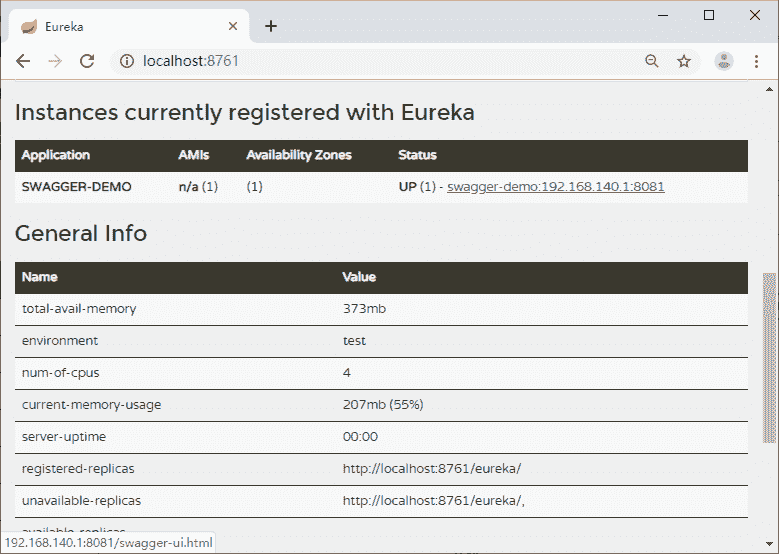 Eureka
localhost:8761
Instances currently registered with Eureka
Application AMIs Availability Zones Status
SWAGGER-DEMO n/a (1) (1) UP (1) - swagger-demo:192.168.140.1:8081
General Info
Name Value
total-avail-memory 373mb
environment test
num-of-cpus 4
current-memory-usage 207mb (55%)
server-uptime 00:00
registered-replicas http://localhost:8761/eureka/
unavailable-replicas http://localhost:8761/eureka/,
available-replicas
192.168.140.1:8081/swagger-ui.html